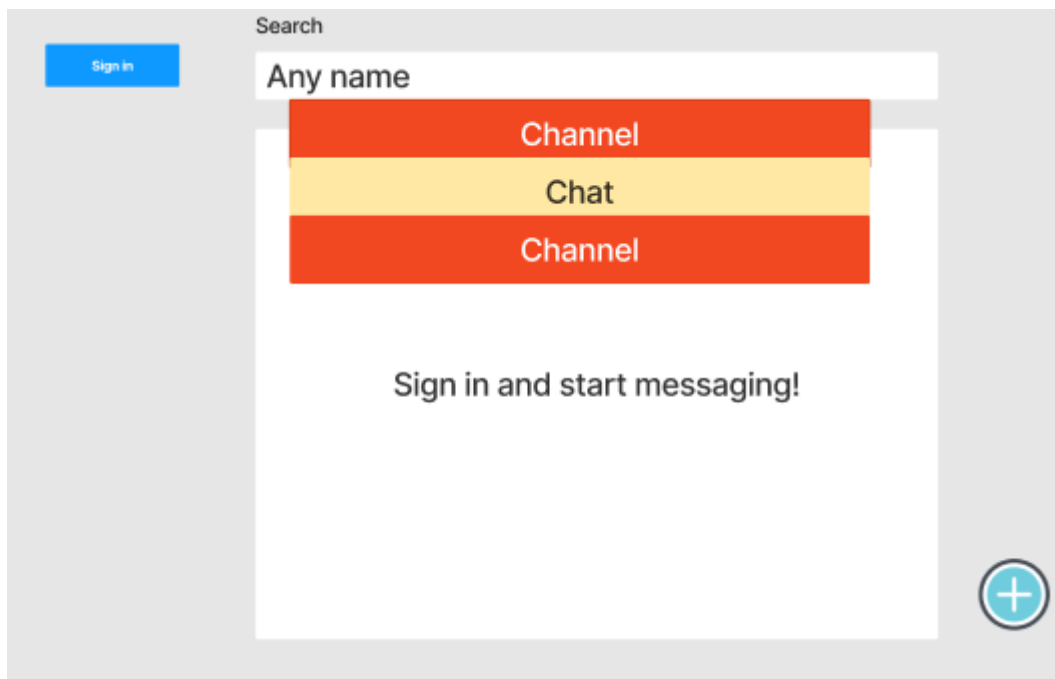 Search
Sign in
Any name
Channel
Chat
Channel
Sign in and start messaging!